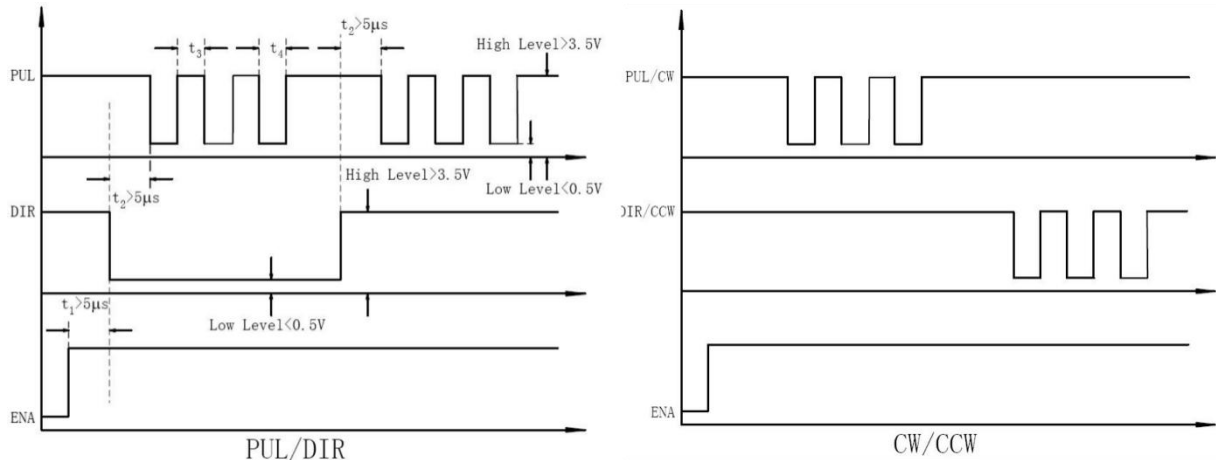 t₂>5μs
t₃
t₄
High Level>3.5V
PUL
Low Level<0.5V
High Level>3.5V
t₂>5μs
DIR
t₁>5μs
Low Level<0.5V
ENA
PUL/DIR
PUL/CW
DIR/CCW
ENA
CW/CCW